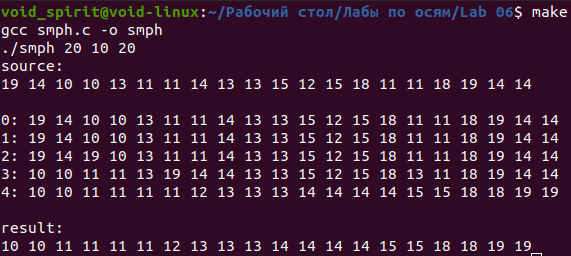 void_spirit@void-linux:~/Рабочий стол/Лабы по осям/Lab 06$ make
gcc smph.c -o smph
./smph 20 10 20
source:
19 14 10 10 13 11 11 14 13 13 15 12 15 18 11 11 18 19 14 14
0: 19 14 10 10 13 11 11 14 13 13 15 12 15 18 11 11 18 19 14 14
1: 19 14 10 10 13 11 11 14 13 13 15 12 15 18 11 11 18 19 14 14
2: 19 14 19 10 13 11 11 14 13 13 15 12 15 18 11 11 18 19 14 14
3: 10 10 11 11 13 19 14 14 13 13 15 12 15 18 13 11 18 19 14 14
4: 10 10 11 11 11 11 12 13 13 13 14 14 14 14 15 15 18 18 19 19
result:
10 10 11 11 11 11 12 13 13 13 14 14 14 14 15 15 18 18 19 19